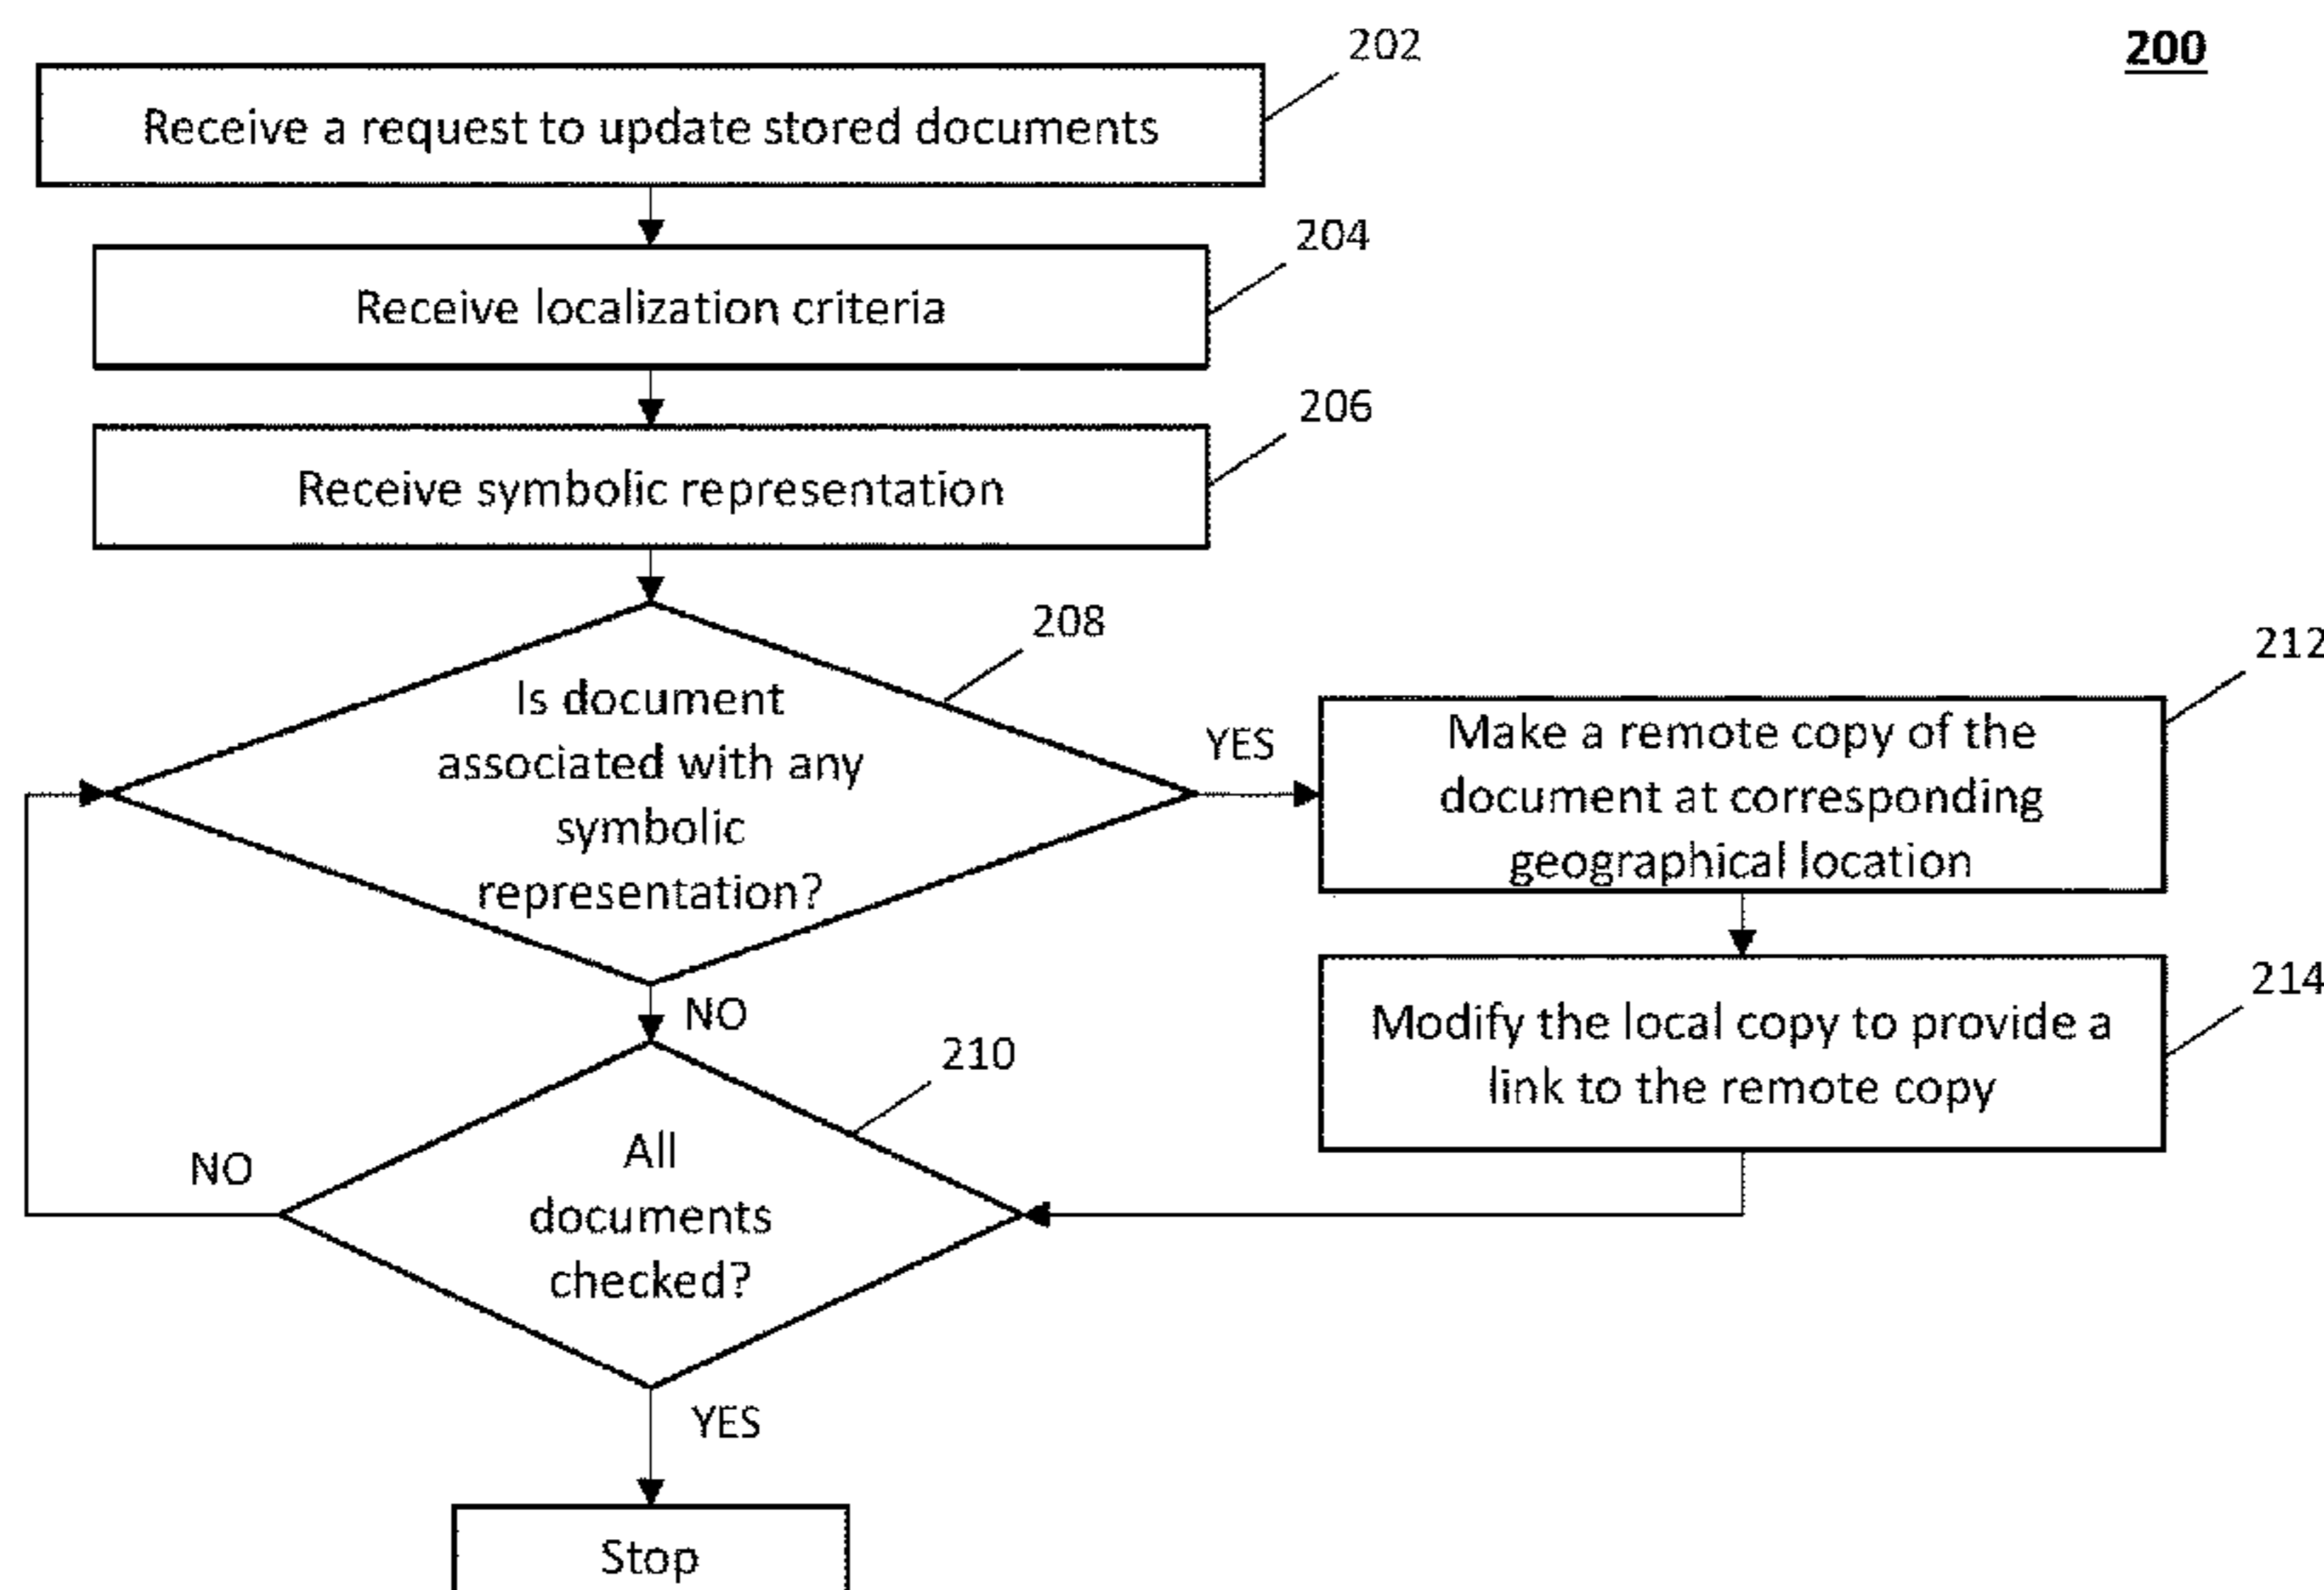 200
202
Receive a request to update stored documents
204
Receive localization criteria
206
Receive symbolic representation
208
Is document
associated with any
symbolic
representation?
YES
212
Make a remote copy of the
document at corresponding
geographical location
NO
214
Modify the local copy to provide a
link to the remote copy
210
All
documents
checked?
NO
YES
Stop